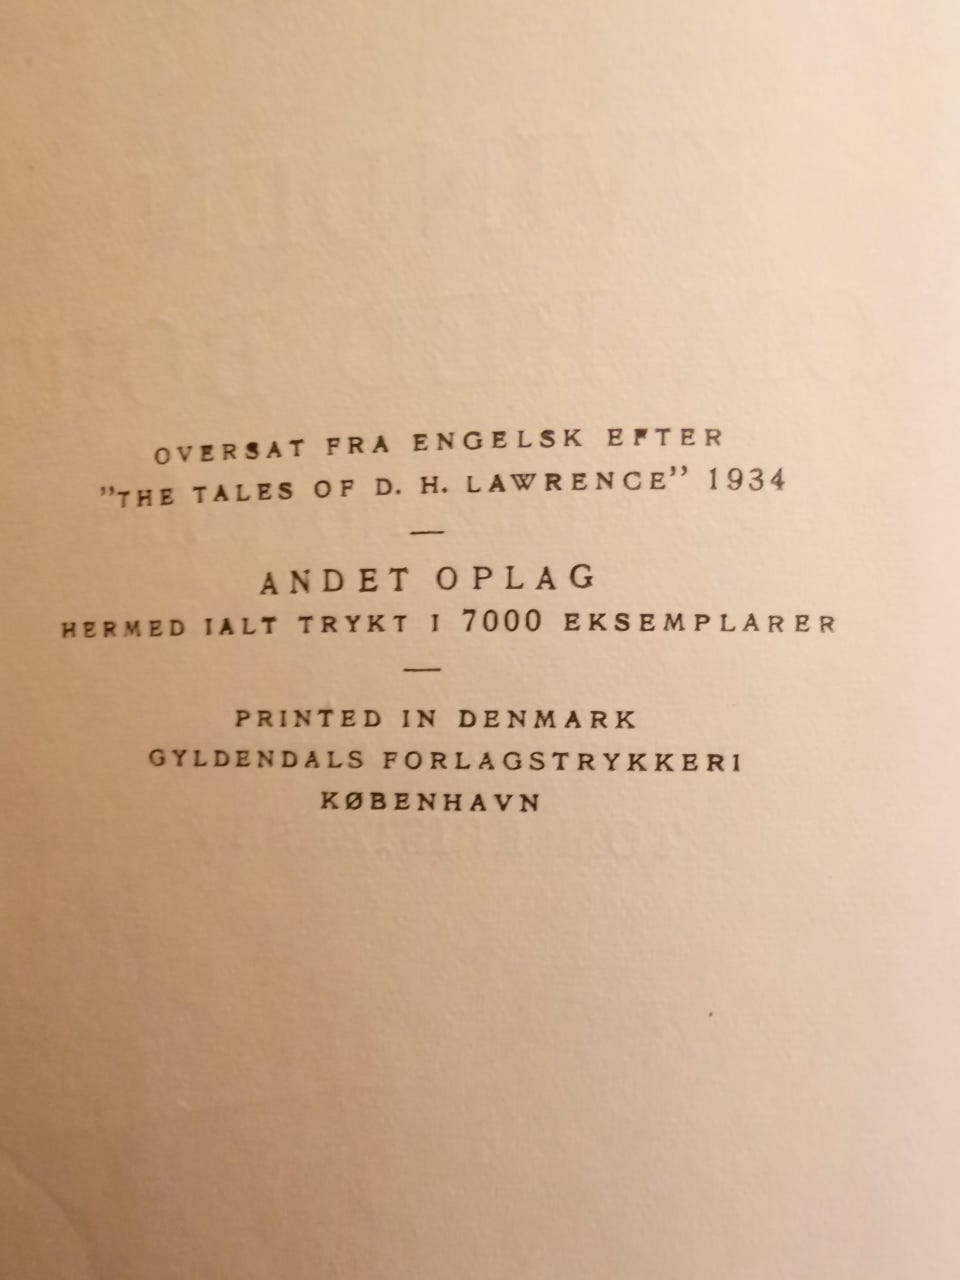 OVERSAT FRA ENGELSK EFTER
”THE TALES OF D. H. LAWRENCE” 1934
—
ANDET OPLAG
HERMED IALT TRYKT I 7000 EKSEMPLARER
—
PRINTED IN DENMARK
GYLDENDALS FORLAGSTRYKKERI
KØBENHAVN